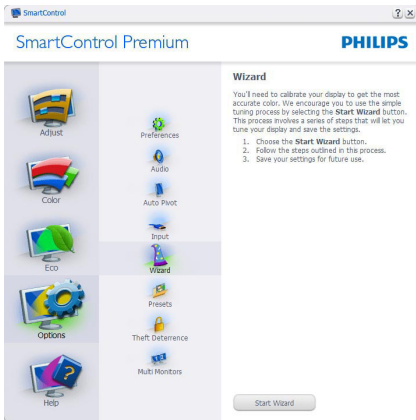 SmartControl
SmartControl Premium
PHILIPS
Adjust
Color
Eco
Options
Help
Preferences
Audio
Auto Pivot
Input
Wizard
Presets
Theft Deterrence
Multi Monitors
Wizard
You'll need to calibrate your display to get the most
accurate color. We encourage you to use the simple
tuning process by selecting the Start Wizard button.
This process involves a series of steps that will let you
tune your display and save the settings.
1. Choose the Start Wizard button.
2. Follow the steps outlined in this process.
3. Save your settings for future use.
Start Wizard